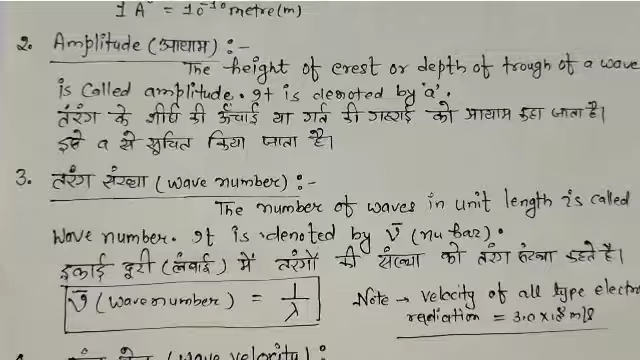 1 A° = 10⁻¹⁰ metre(m)
2. Amplitude (आयाम) :-
The height of crest or depth of trough of a wave
is called amplitude. It is denoted by 'a'.
तरंग के शीर्ष की ऊँचाई या गर्त की गहराई को आयाम कहा जाता है।
इसे a से सूचित किया जाता है।
3. तरंग संख्या (wave number) :-
The number of waves in unit length is called
wave number. It is denoted by ν̄ (nu bar).
इकाई दूरी (लंबाई) में तरंगों की संख्या को तरंग संख्या कहते है।
ν̄ (wavenumber) = 1/λ
Note → velocity of all type electro
radiation = 3.0 ×
(wave velocity) :